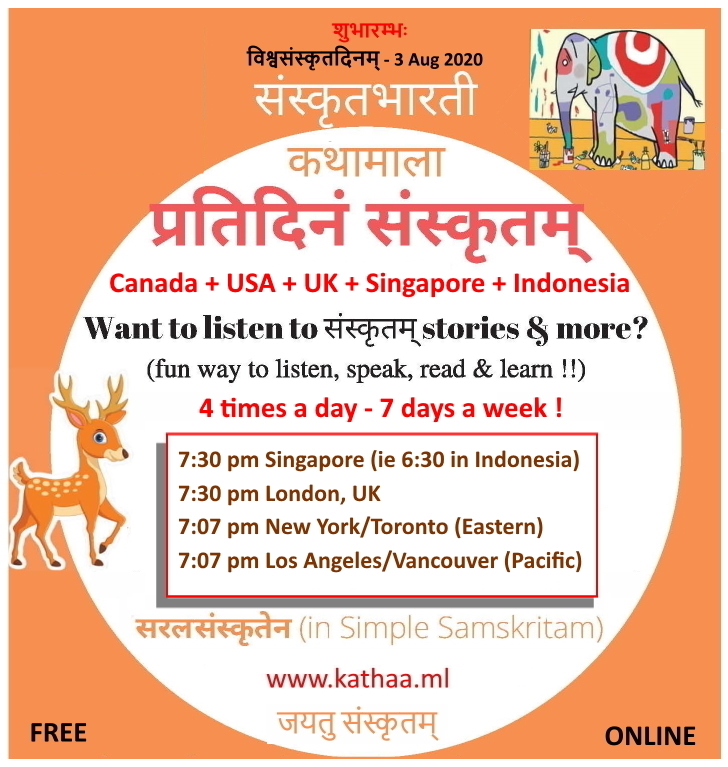 शुभारम्भः
विश्वसंस्कृतदिनम् - 3 Aug 2020
संस्कृतभारती
कथामाला
प्रतिदिनं संस्कृतम्
Canada + USA + UK + Singapore + Indonesia
Want to listen to संस्कृतम् stories & more?
(fun way to listen, speak, read & learn !!)
4 times a day - 7 days a week !
7:30 pm Singapore (ie 6:30 in Indonesia)
7:30 pm London, UK
7:07 pm New York/Toronto (Eastern)
7:07 pm Los Angeles/Vancouver (Pacific)
सरलसंस्कृतेन (in Simple Samskritam)
www.kathaa.ml
जयतु संस्कृतम्
FREE
ONLINE